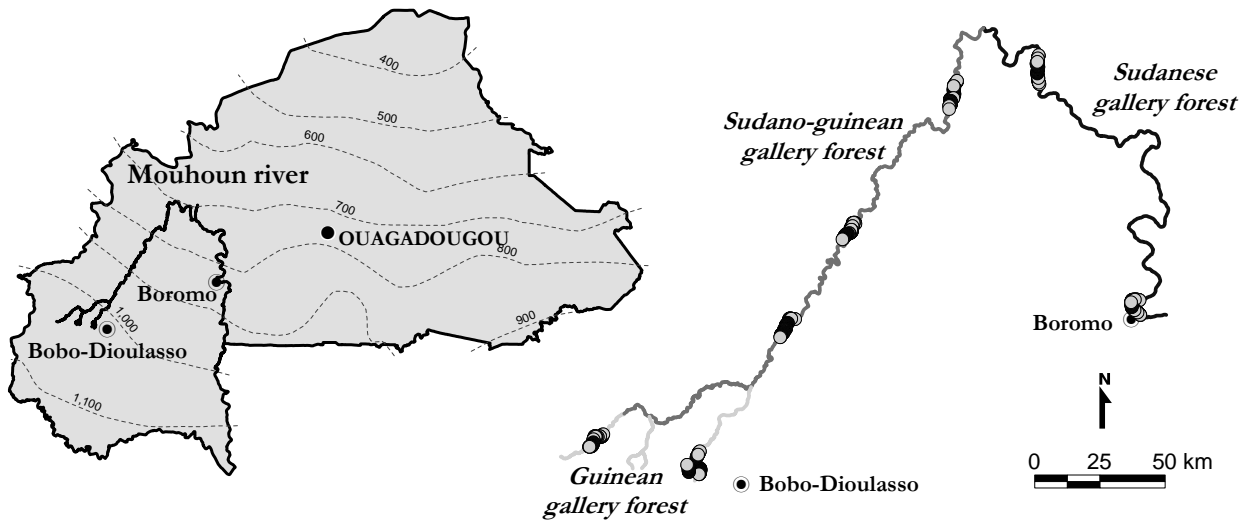 400
500
600
Mouhoun river
700
OUAGADOUGOU
800
Boromo
1,000
900
Bobo-Dioulasso
1,100
Sudanese
gallery forest
Sudano-guinean
gallery forest
Boromo
N
0 25 50 km
Guinean
gallery forest
Bobo-Dioulasso